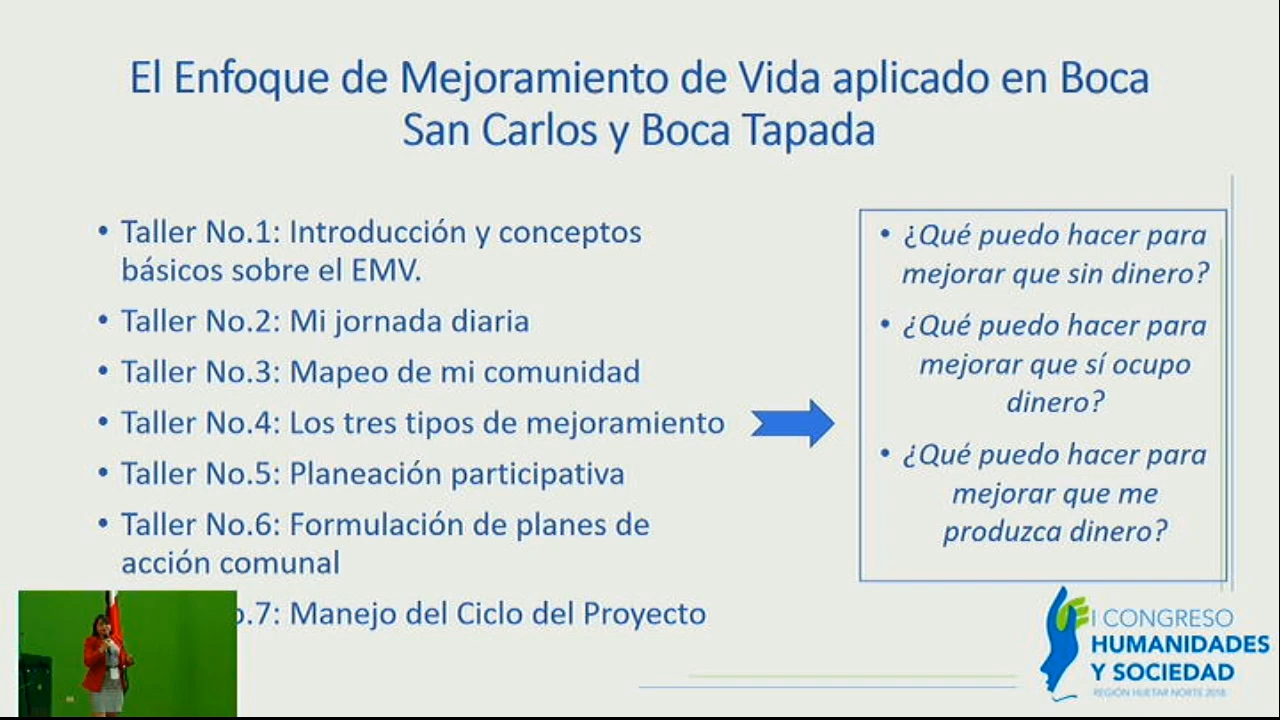 El Enfoque de Mejoramiento de Vida aplicado en Boca
San Carlos y Boca Tapada
• Taller No.1: Introducción y conceptos
básicos sobre el EMV.
• Taller No.2: Mi jornada diaria
• Taller No.3: Mapeo de mi comunidad
• Taller No.4: Los tres tipos de mejoramiento
• Taller No.5: Planeación participativa
• Taller No.6: Formulación de planes de
acción comunal
o.7: Manejo del Ciclo del Proyecto
• ¿Qué puedo hacer para
mejorar que sin dinero?
• ¿Qué puedo hacer para
mejorar que sí ocupo
dinero?
• ¿Qué puedo hacer para
mejorar que me
produzca dinero?
I CONGRESO
HUMANIDADES
Y SOCIEDAD
REGIÓN HUETAR NORTE 2018